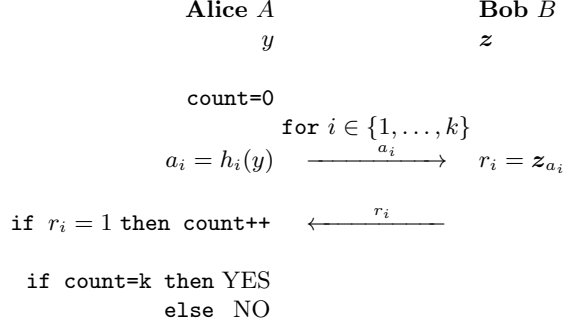 Alice A Bob B
y z
count=0
for i ∈ {1, . . . , k}
a_i = h_i(y) a_i r_i = z_{a_i}
if r_i = 1 then count++ r_i
if count=k then YES
else NO